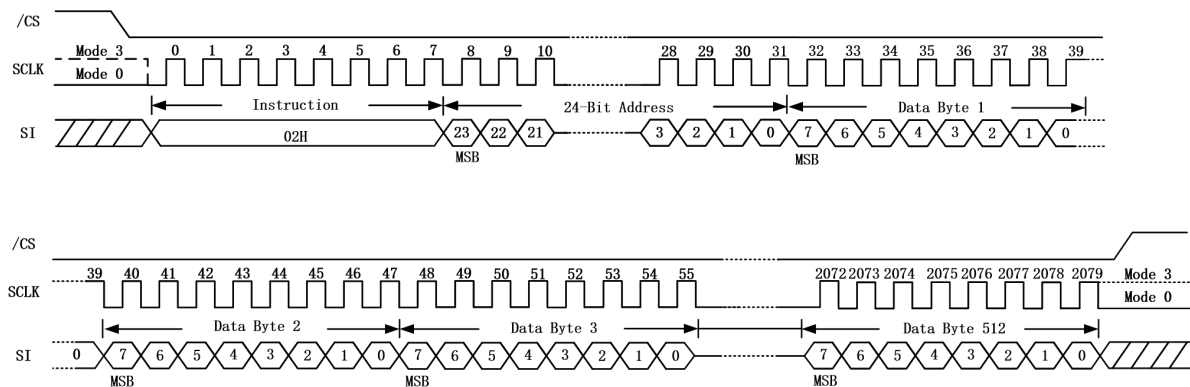 /CS
Mode 3 0 1 2 3 4 5 6 7 8 9 10 28 29 30 31 32 33 34 35 36 37 38 39
SCLK Mode 0
Instruction 24-Bit Address Data Byte 1
SI 02H 23 22 21 3 2 1 0 7 6 5 4 3 2 1 0
MSB MSB
/CS
39 40 41 42 43 44 45 46 47 48 49 50 51 52 53 54 55 2072 2073 2074 2075 2076 2077 2078 2079 Mode 3
SCLK Mode 0
Data Byte 2 Data Byte 3 Data Byte 512
SI 0 7 6 5 4 3 2 1 0 7 6 5 4 3 2 1 0 7 6 5 4 3 2 1 0
MSB MSB MSB